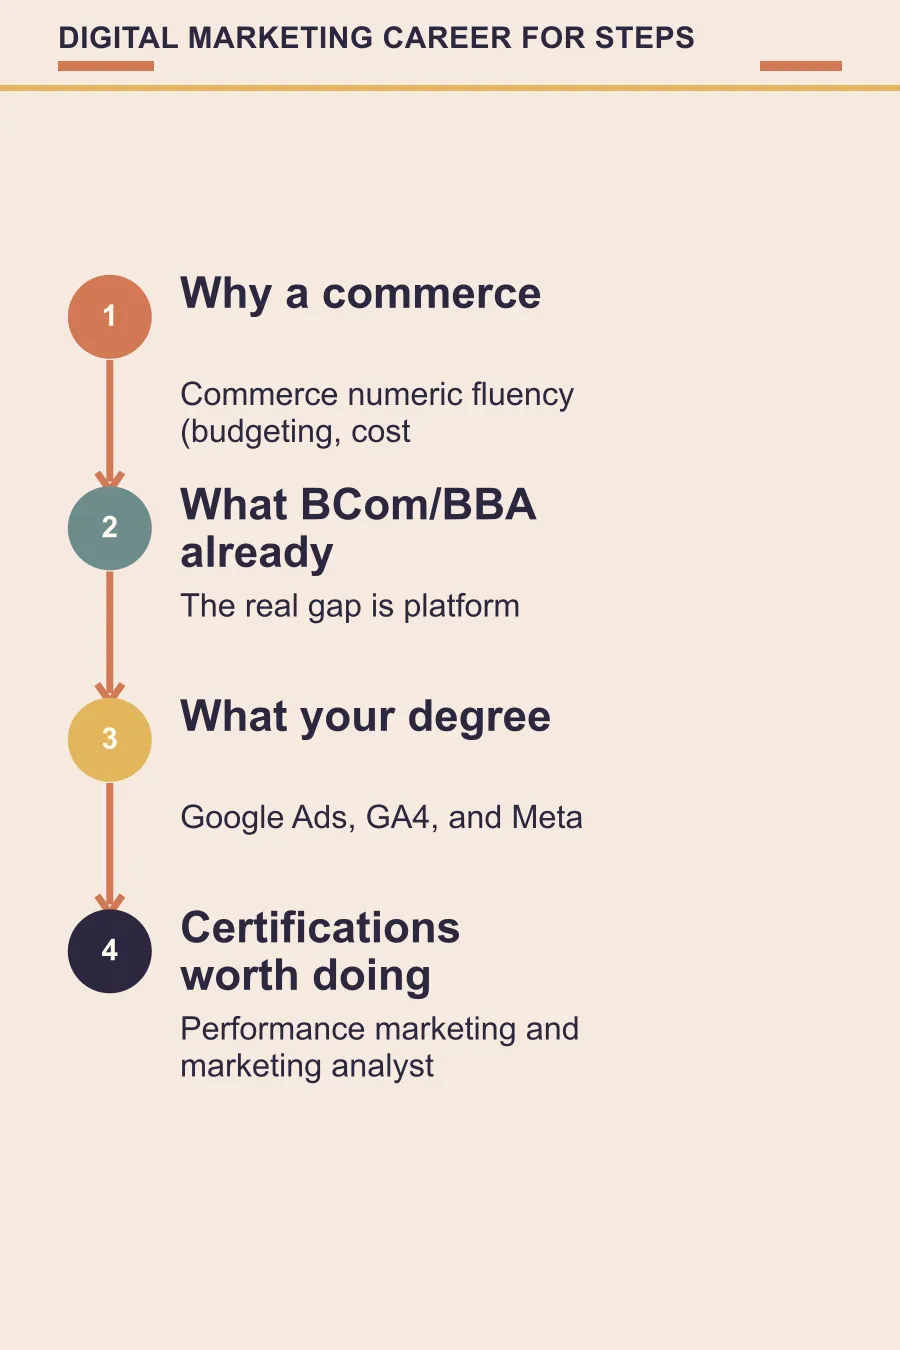 DIGITAL MARKETING CAREER FOR STEPS
1
Why a commerce
Commerce numeric fluency
(budgeting, cost
2
What BCom/BBA
already
The real gap is platform
3
What your degree
Google Ads, GA4, and Meta
4
Certifications
worth doing
Performance marketing and
marketing analyst